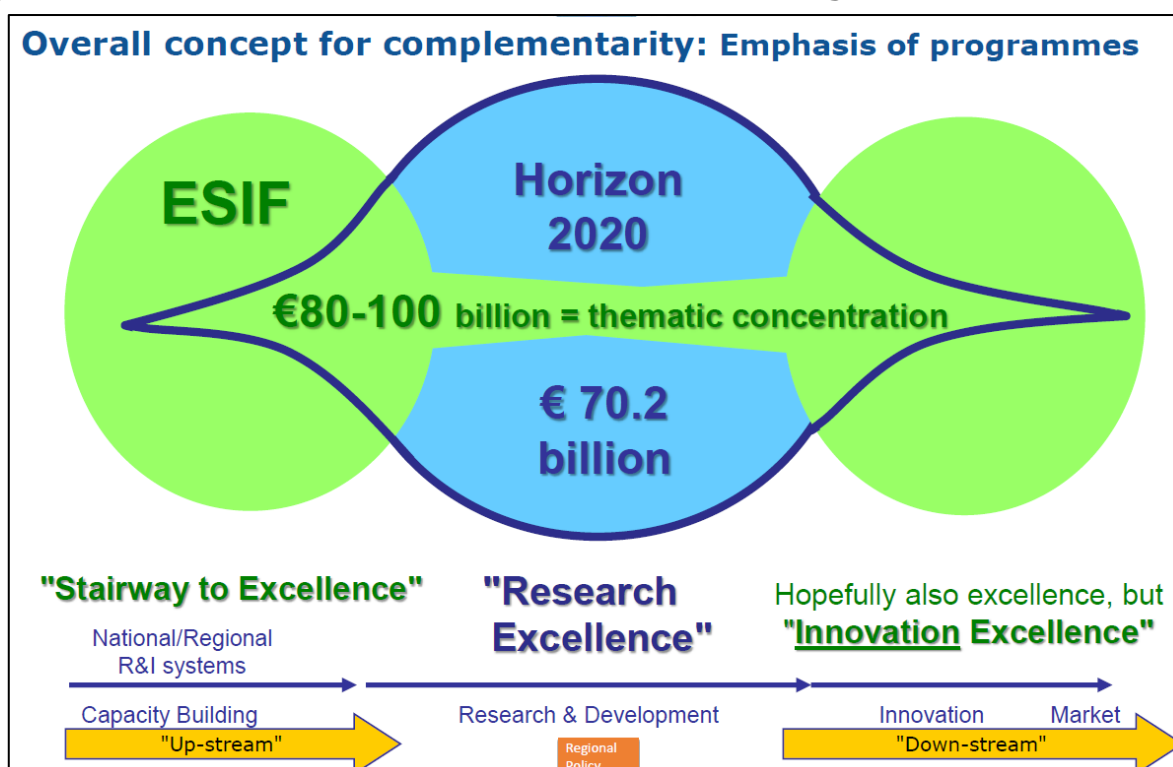 Overall concept for complementarity: Emphasis of programmes
ESIF
Horizon
2020
€80-100 billion = thematic concentration
€ 70.2
billion
"Stairway to Excellence"
National/Regional
R&I systems
Capacity Building
"Up-stream"
"Research
Excellence"
Research & Development
Regional
Policy
Hopefully also excellence, but
"Innovation Excellence"
Innovation Market
"Down-stream"